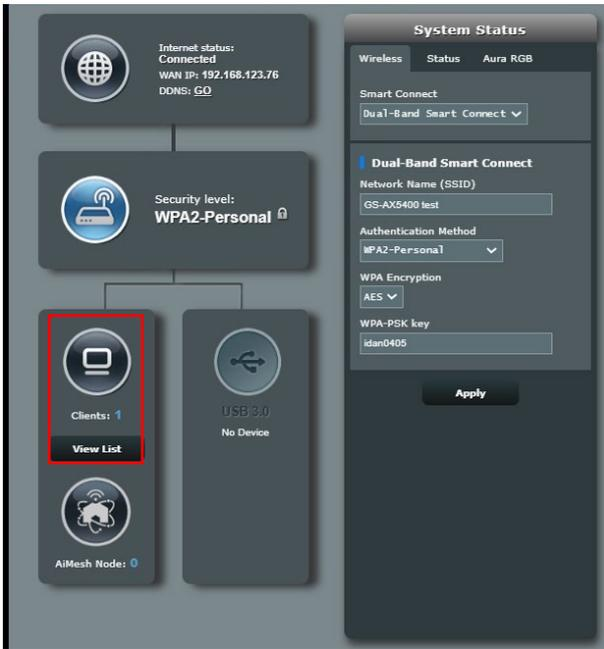 Internet status:
Connected
WAN IP: 192.168.123.76
DDNS: GO
Security level:
WPA2-Personal
Clients: 1
View List
AiMesh Node: 0
USB 3.0
No Device
System Status
Wireless Status Aura RGB
Smart Connect
Dual-Band Smart Connect
Dual-Band Smart Connect
Network Name (SSID)
GS-AX5400 test
Authentication Method
WPA2-Personal
WPA Encryption
AES
WPA-PSK key
idan0405
Apply